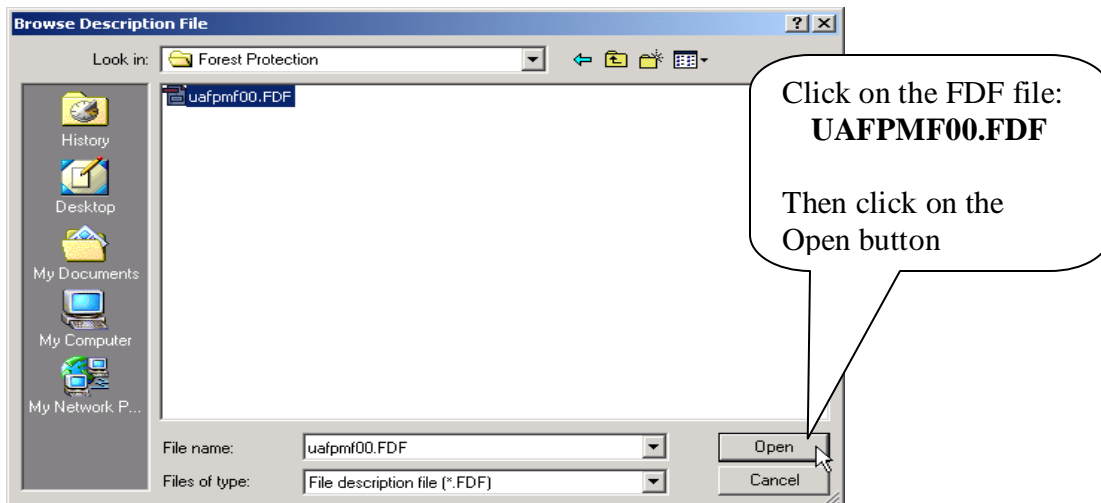 Browse Description File
Look in: Forest Protection
uafpmf00.FDF
History
Desktop
My Documents
My Computer
My Network P...
File name: uafpmf00.FDF
Open
Files of type: File description file (*.FDF)
Cancel
Click on the FDF file:
UAFPMF00.FDF
Then click on the
Open button